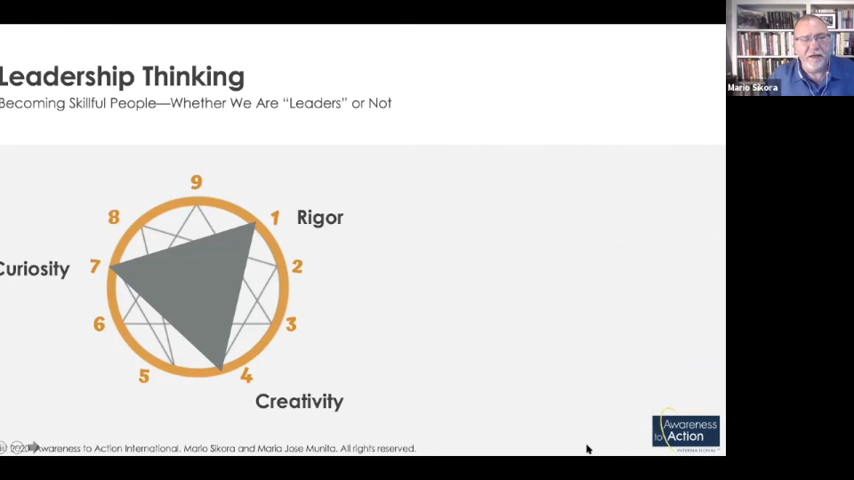 Leadership Thinking
Becoming Skillful People—Whether We Are “Leaders” or Not
Mario Sikora
9
8
1 Rigor
Curiosity 7
2
6
3
5
4
Creativity
Awareness
to Action
INTERNATIONAL
2020 Awareness to Action International. Mario Sikora and Maria Jose Munita. All rights reserved.